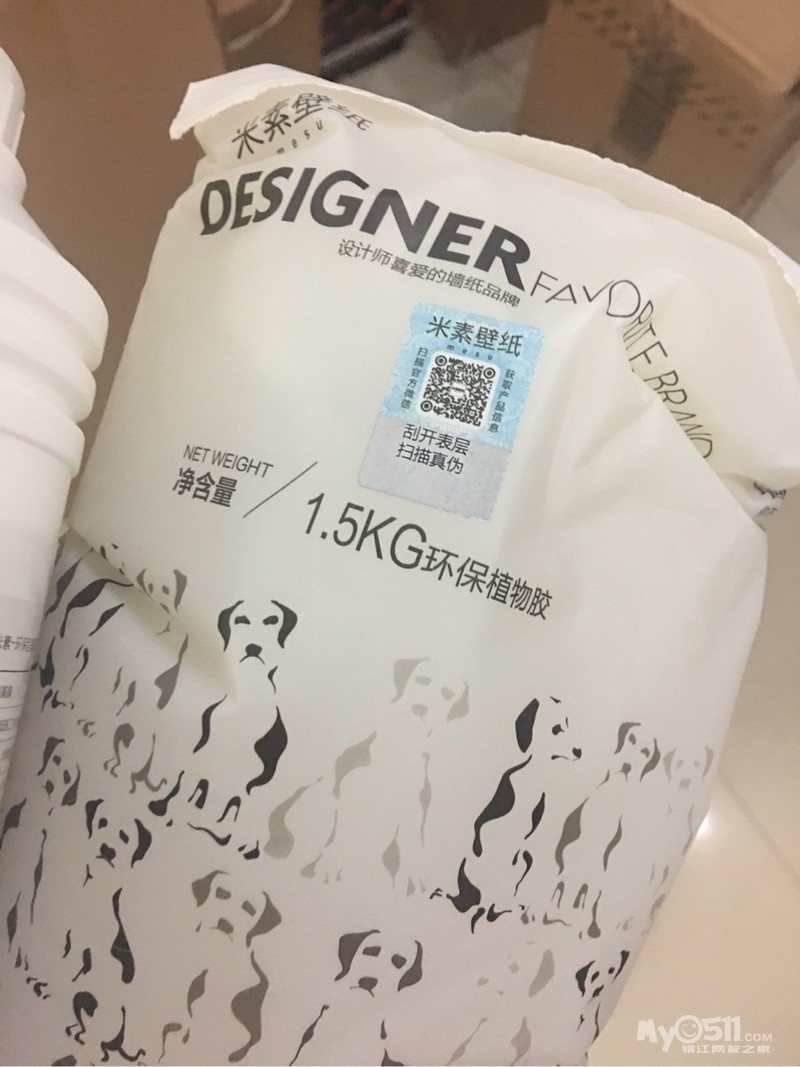 米素壁纸
mesu
DESIGNER FAVORITE BRAND
设计师喜爱的墙纸品牌
米素壁纸
mesu
扫描官方微信
获取产品信息
刮开表层
扫描真伪
NET WEIGHT
净含量
1.5KG环保植物胶
My0511.COM
镇江网友之家